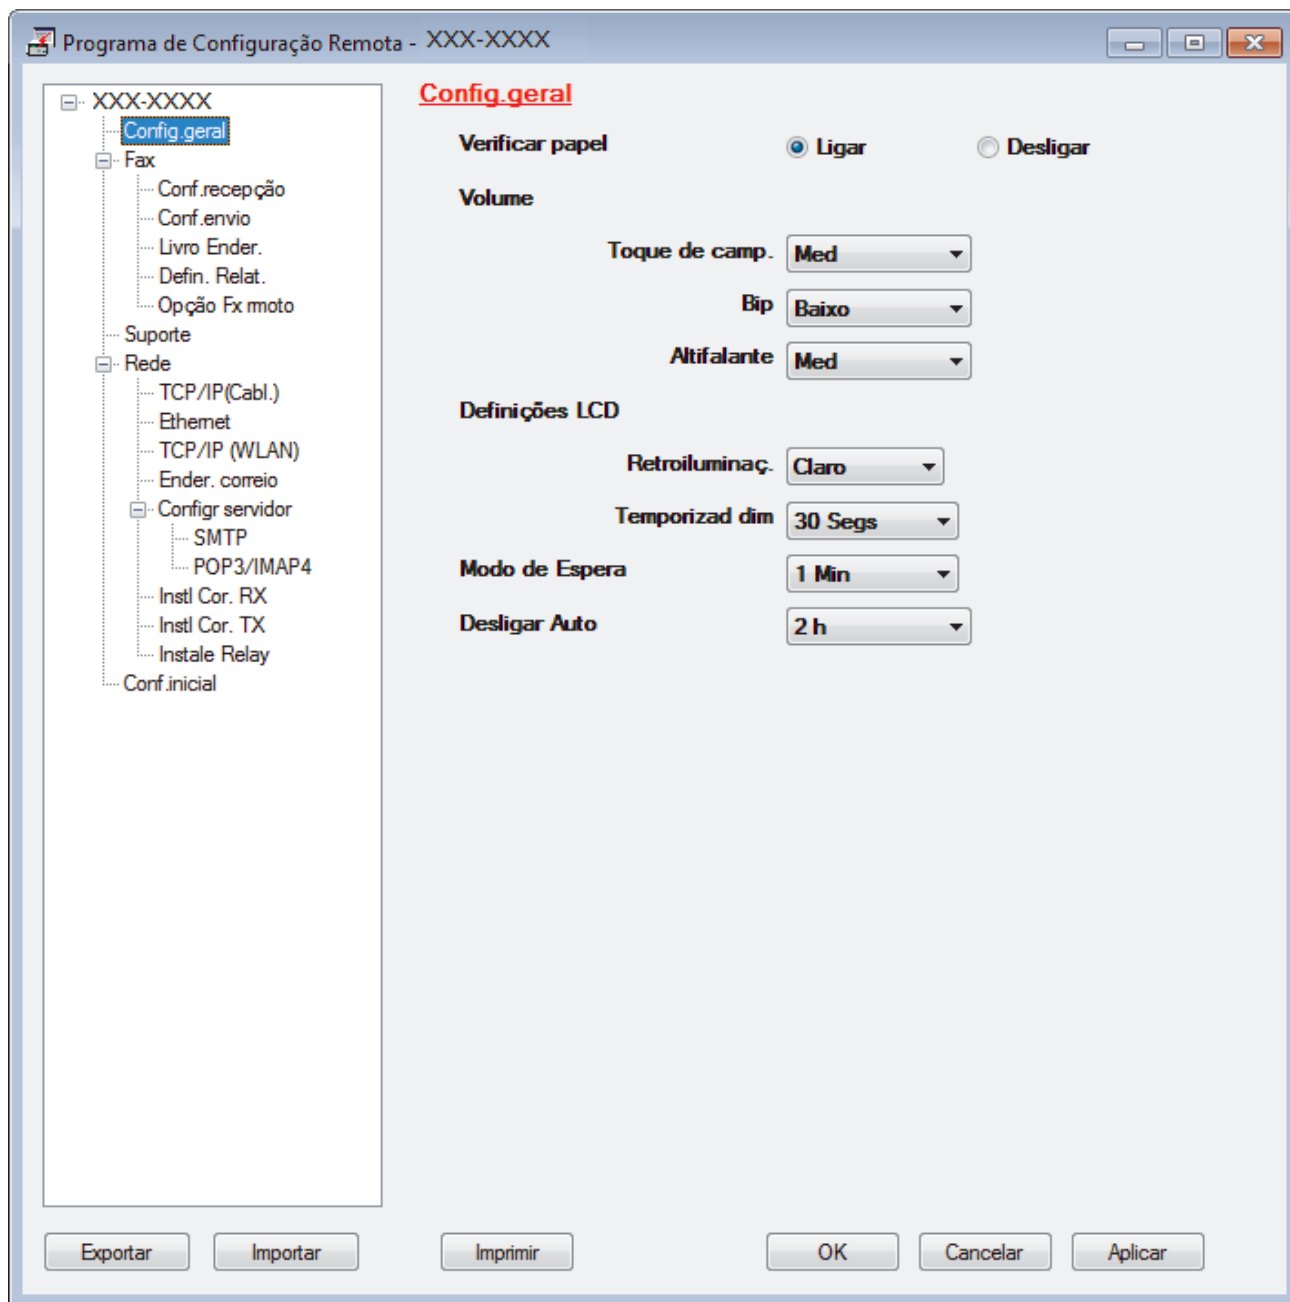 Programa de Configuração Remota - XXX-XXXX
XXX-XXXX
Config.geral
Fax
Conf.recepção
Conf.envio
Livro Ender.
Defin. Relat.
Opção Fx rmoto
Suporte
Rede
TCP/IP(Cabl.)
Ethernet
TCP/IP (WLAN)
Ender. correio
Configr servidor
SMTP
POP3/IMAP4
Instl Cor. RX
Instl Cor. TX
Instale Relay
Conf.inicial
Config.geral
Verificar papel Ligar Desligar
Volume
Toque de camp. Med
Bip Baixo
Altifalante Med
Definições LCD
Retroiluminaç. Claro
Temporizad dim 30 Segs
Modo de Espera 1 Min
Desligar Auto 2 h
Exportar Importar Imprimir OK Cancelar Aplicar